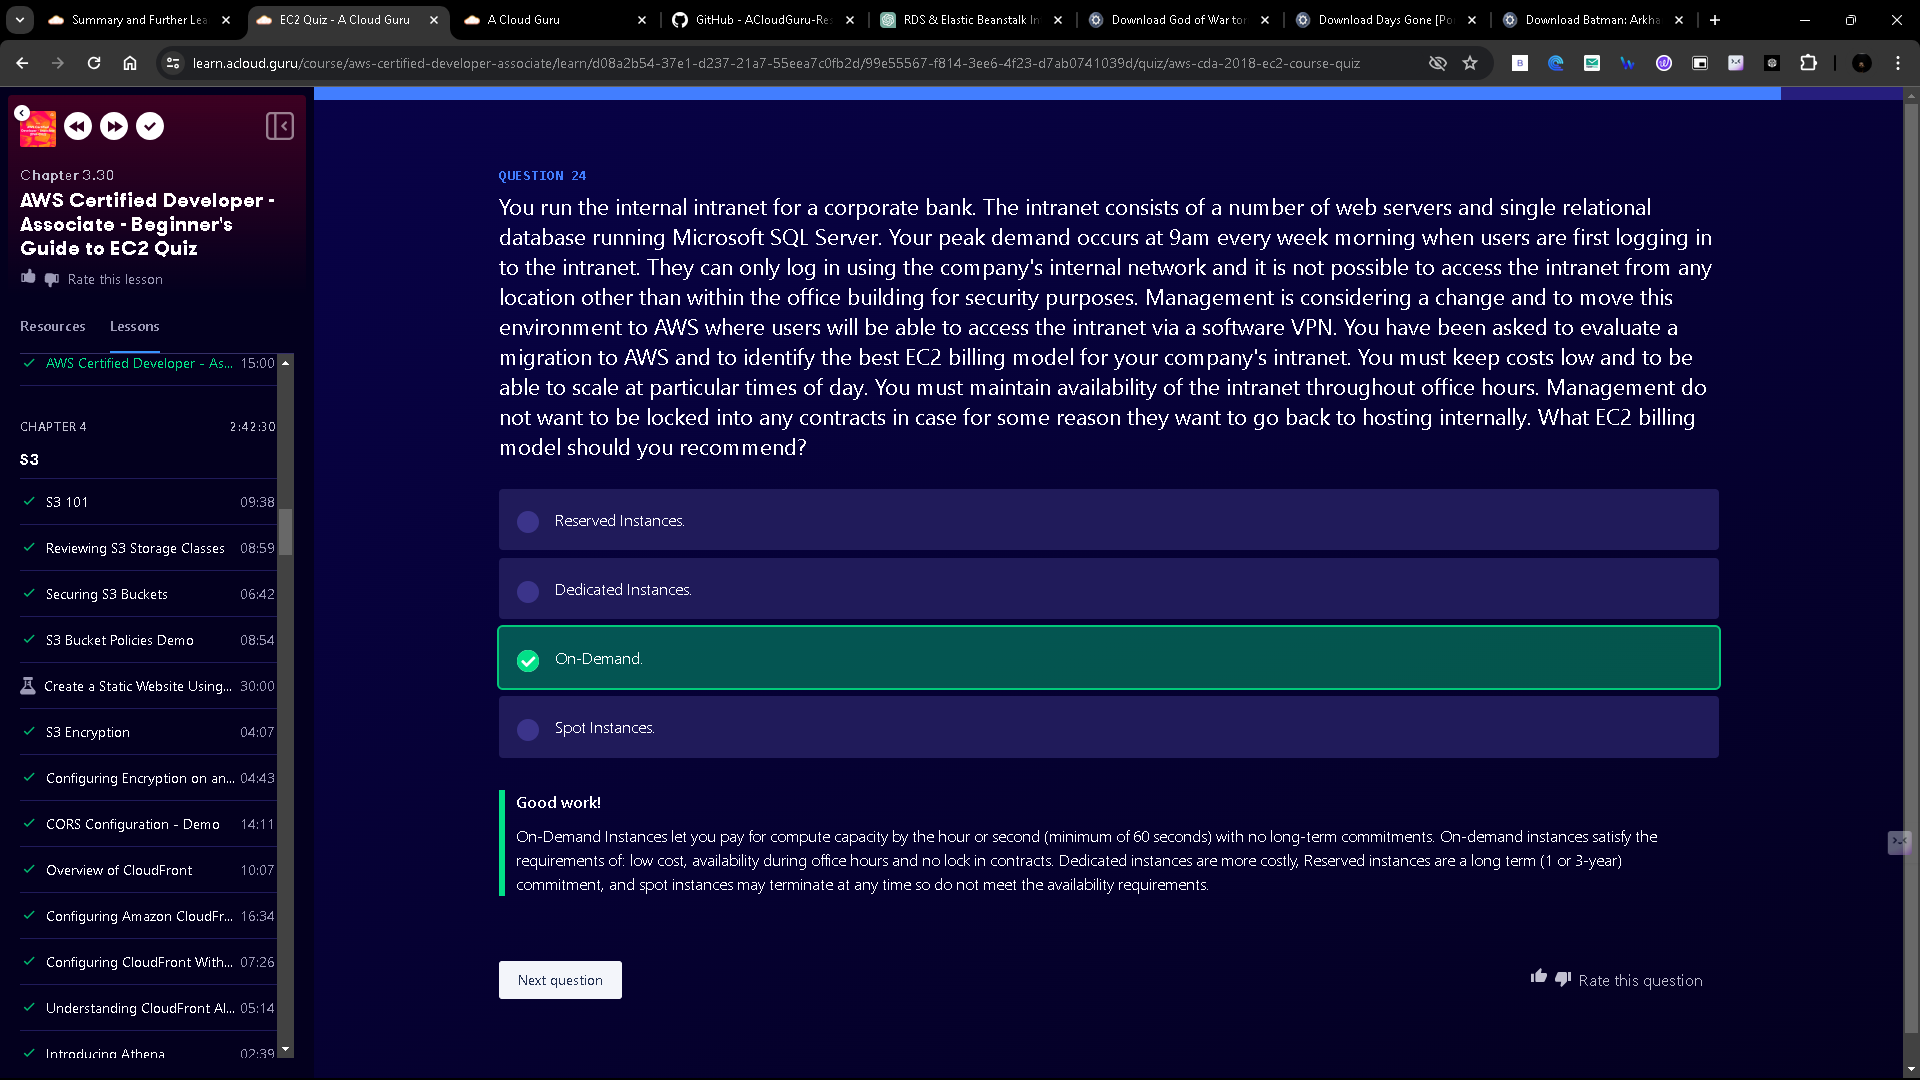 Summary and Further Lea
EC2 Quiz - A Cloud Guru
A Cloud Guru
GitHub - ACloudGuru-Res
RDS & Elastic Beanstalk In
Download God of War tor
Download Days Gone [Po
Download Batman: Arkha
learn.acloud.guru/course/aws-certified-developer-associate/learn/d08a2b54-37e1-d237-21a7-55eea7c0fb2d/99e55567-f814-3ee6-4f23-d7ab0741039d/quiz/aws-cda-2018-ec2-course-quiz
Chapter 3.30
AWS Certified Developer -
Associate - Beginner's
Guide to EC2 Quiz
Rate this lesson
Resources Lessons
AWS Certified Developer - As... 15:00
CHAPTER 4 2:42:30
S3
S3 101 09:38
Reviewing S3 Storage Classes 08:59
Securing S3 Buckets 06:42
S3 Bucket Policies Demo 08:54
Create a Static Website Using... 30:00
S3 Encryption 04:07
Configuring Encryption on an... 04:43
CORS Configuration - Demo 14:11
Overview of CloudFront 10:07
Configuring Amazon CloudFr... 16:34
Configuring CloudFront With... 07:26
Understanding CloudFront Al... 05:14
Introducing Athena 02:39
QUESTION 24
You run the internal intranet for a corporate bank. The intranet consists of a number of web servers and single relational
database running Microsoft SQL Server. Your peak demand occurs at 9am every week morning when users are first logging in
to the intranet. They can only log in using the company's internal network and it is not possible to access the intranet from any
location other than within the office building for security purposes. Management is considering a change and to move this
environment to AWS where users will be able to access the intranet via a software VPN. You have been asked to evaluate a
migration to AWS and to identify the best EC2 billing model for your company's intranet. You must keep costs low and to be
able to scale at particular times of day. You must maintain availability of the intranet throughout office hours. Management do
not want to be locked into any contracts in case for some reason they want to go back to hosting internally. What EC2 billing
model should you recommend?
Reserved Instances.
Dedicated Instances.
On-Demand.
Spot Instances.
Good work!
On-Demand Instances let you pay for compute capacity by the hour or second (minimum of 60 seconds) with no long-term commitments. On-demand instances satisfy the
requirements of: low cost, availability during office hours and no lock in contracts. Dedicated instances are more costly, Reserved instances are a long term (1 or 3-year)
commitment, and spot instances may terminate at any time so do not meet the availability requirements.
Next question
Rate this question